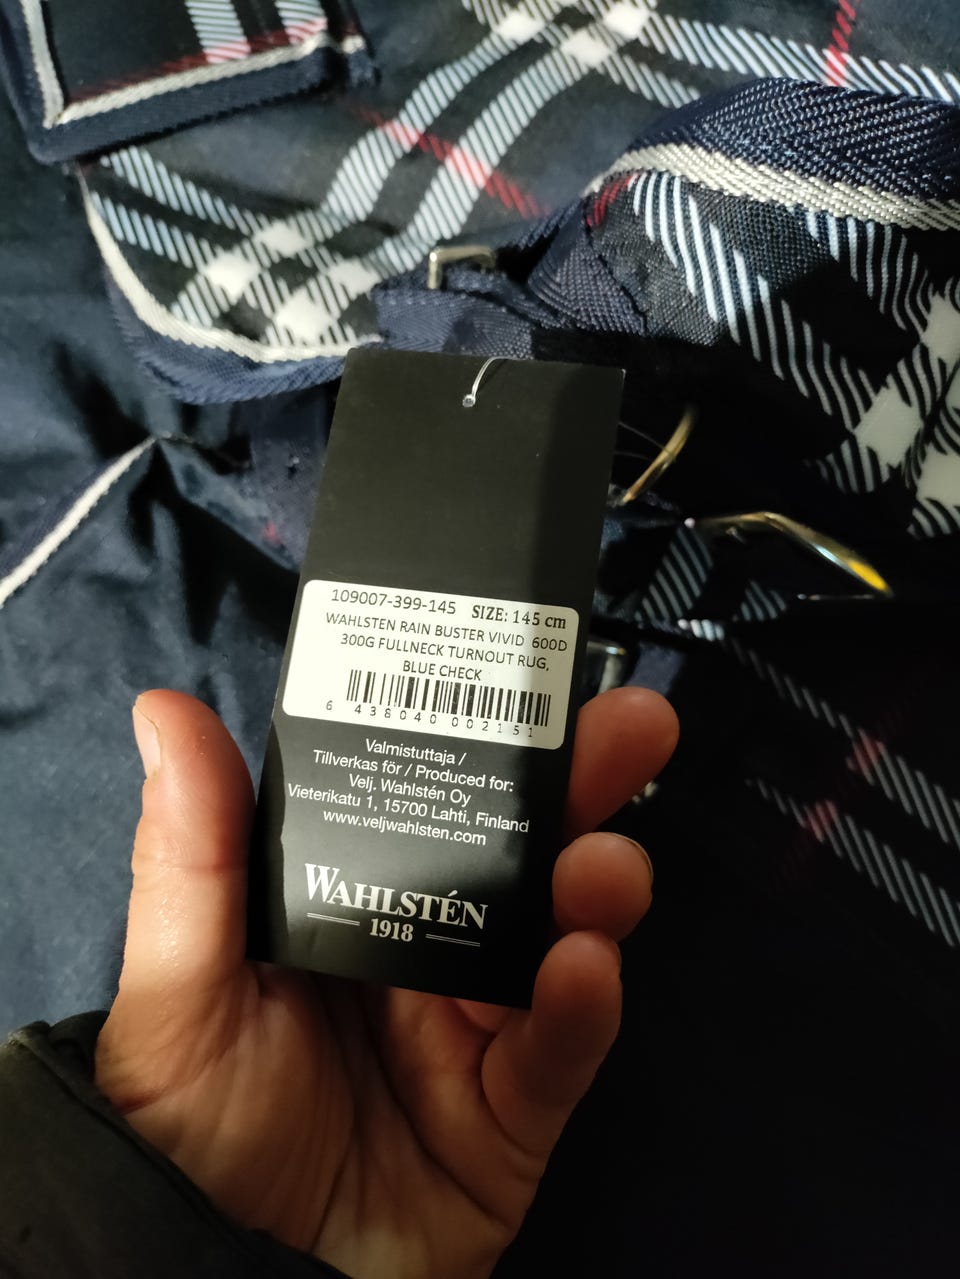 109007-399-145 SIZE: 145 cm
WAHLSTEN RAIN BUSTER VIVID 600D
300G FULLNECK TURNOUT RUG,
BLUE CHECK
6 438040 002151
Valmistuttaja /
Tillverkas för / Produced for:
Velj. Wahlstén Oy
Vieterikatu 1, 15700 Lahti, Finland
www.veljwahlsten.com
WAHLSTÉN
1918